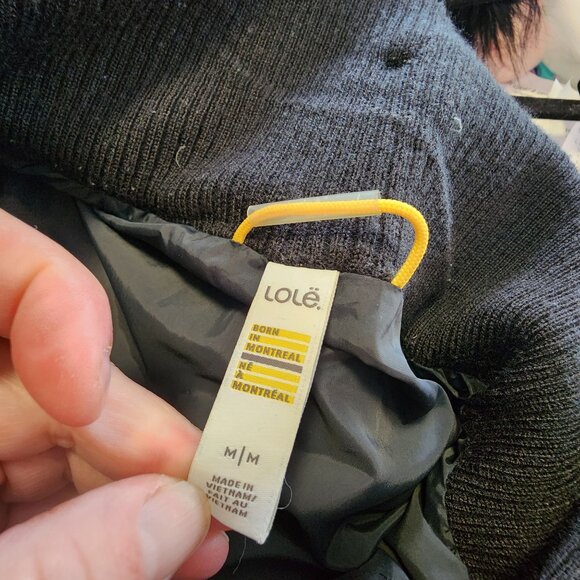 LOLË
BORN
IN
MONTREAL
NÉ
À
MONTRÉAL
M|M
MADE IN
VIETNAM/
FAIT AU
VIETNAM